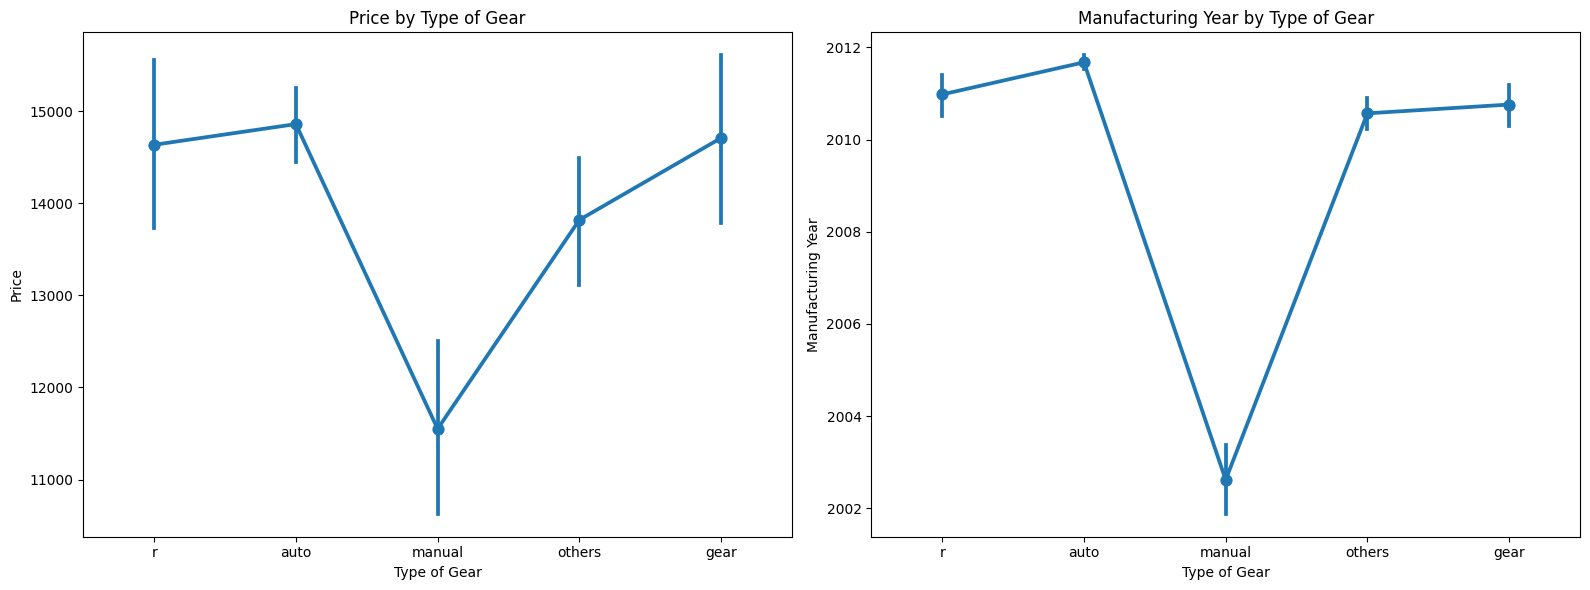 Price by Type of Gear
Price
15000
14000
13000
12000
11000
r auto manual others gear
Type of Gear
Manufacturing Year by Type of Gear
Manufacturing Year
2012
2010
2008
2006
2004
2002
r auto manual others gear
Type of Gear